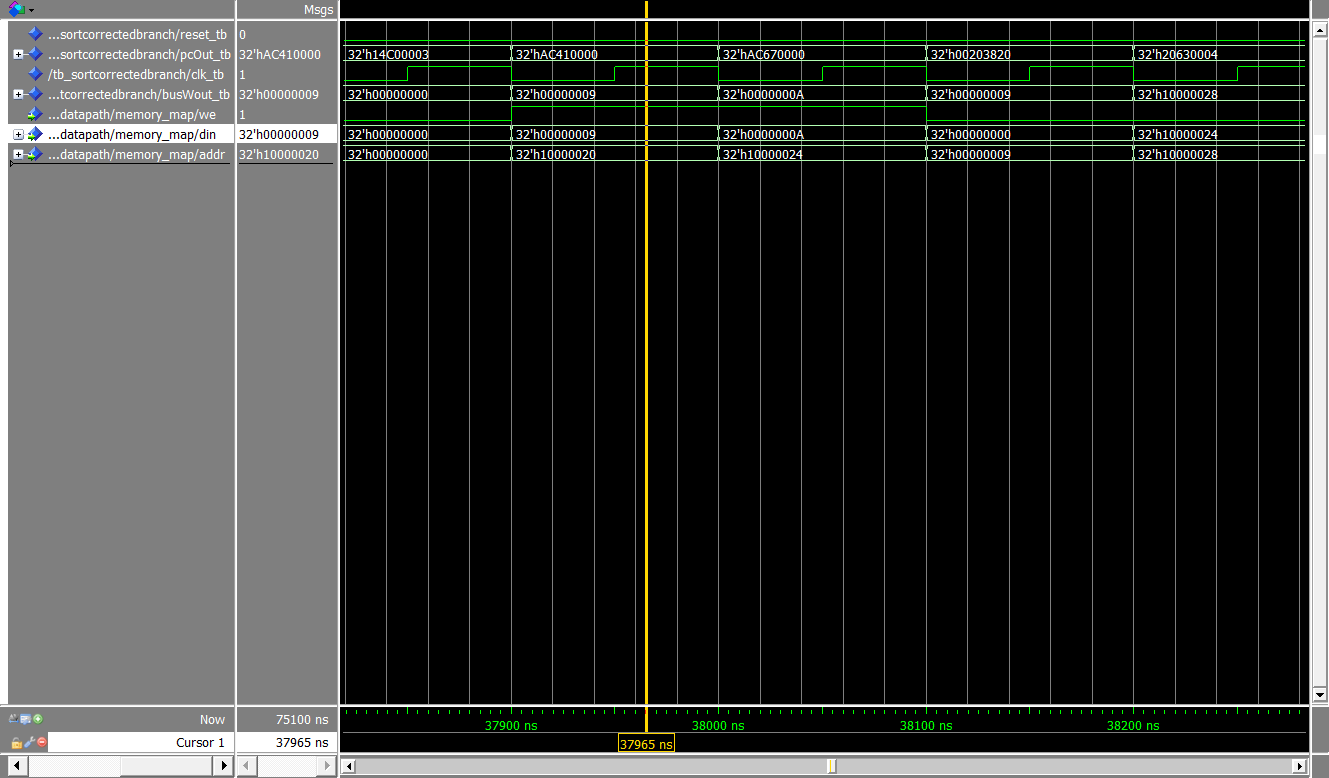 Msgs
...sortcorrectedbranch/reset_tb 0
...sortcorrectedbranch/pcOut_tb 32'hAC410000 32'h14C00003 32'hAC410000 32'hAC670000 32'h00203820 32'h20630004
/tb_sortcorrectedbranch/clk_tb 1
...tcorrectedbranch/busWout_tb 32'h00000009 32'h00000000 32'h00000009 32'h0000000A 32'h00000009 32'h10000028
...datapath/memory_map/we 1
...datapath/memory_map/din 32'h00000009 32'h00000000 32'h00000009 32'h0000000A 32'h00000000 32'h10000024
...datapath/memory_map/addr 32'h10000020 32'h00000000 32'h10000020 32'h10000024 32'h00000009 32'h10000028
Now 75100 ns 37900 ns 38000 ns 38100 ns 38200 ns
Cursor 1 37965 ns 37965 ns